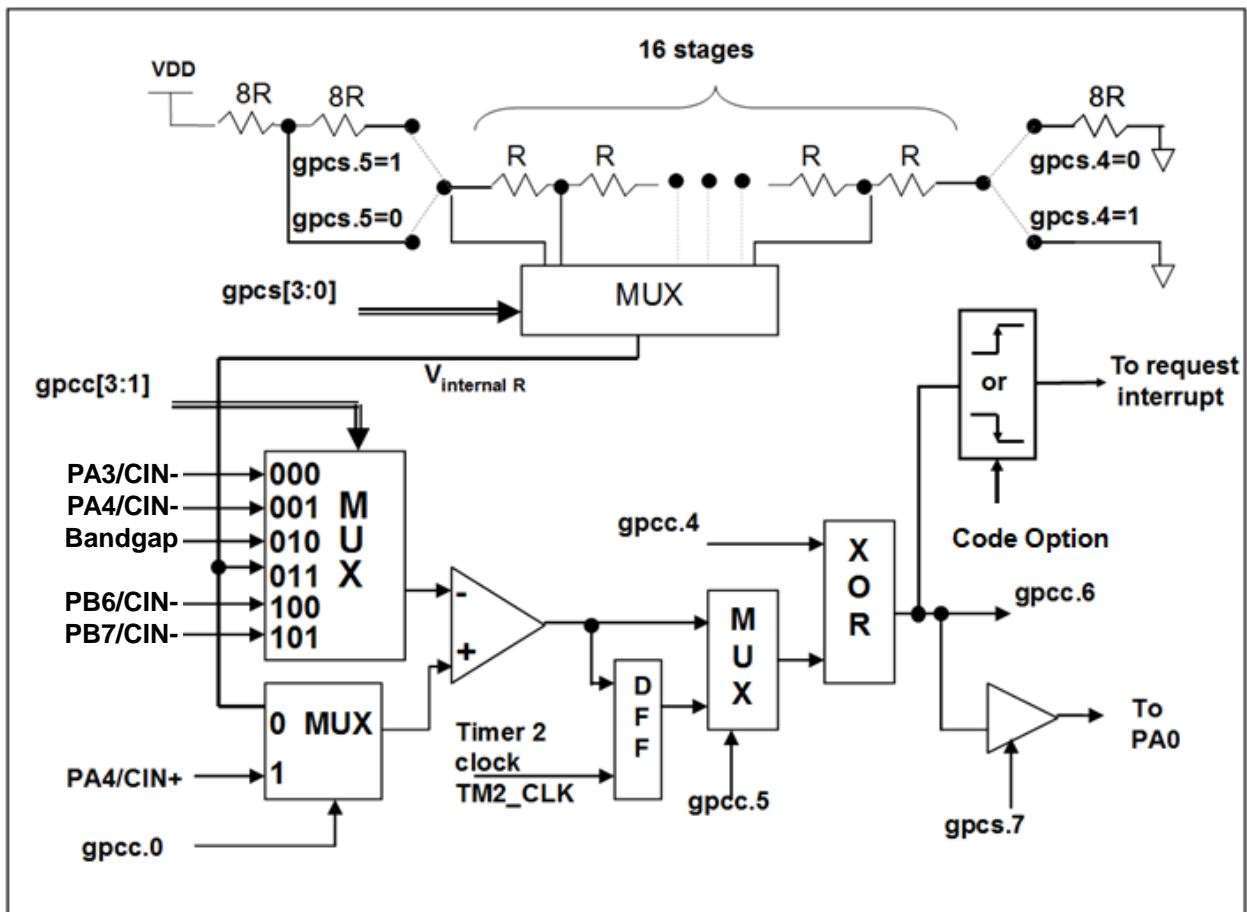 16 stages
VDD
8R
8R
8R
gpcs.5=1
R
R
R
R
gpcs.4=0
gpcs.5=0
gpcs.4=1
gpcs[3:0]
MUX
V internal R
gpcc[3:1]
or
To request
interrupt
PA3/CIN-
000
PA4/CIN-
001
Bandgap
010
011
PB6/CIN-
100
PB7/CIN-
101
M
U
X
Code Option
gpcc.4
X
O
R
-
+
gpcc.6
M
U
X
D
F
F
0
MUX
PA4/CIN+
1
Timer 2
clock
TM2_CLK
gpcc.5
To
PA0
gpcs.7
gpcc.0